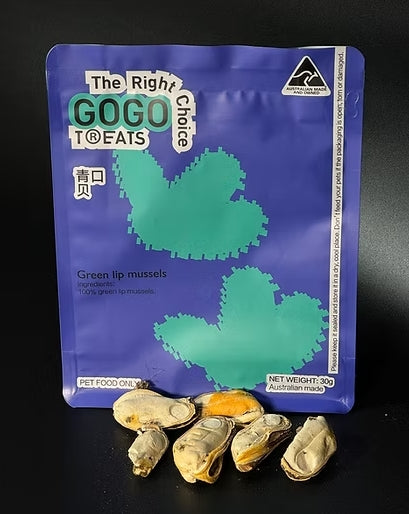 The Right Choice
GOGO
TⓇEATS
AUSTRALIAN MADE
AND OWNED
青口
贝
Green lip mussels
Ingredients:
100% green lip mussels.
PET FOOD ONLY
NET WEIGHT: 30g
Australian made
Please keep it sealed and store it in a dry, cool place. Don't feed your pets if the packaging is open, torn or damaged.